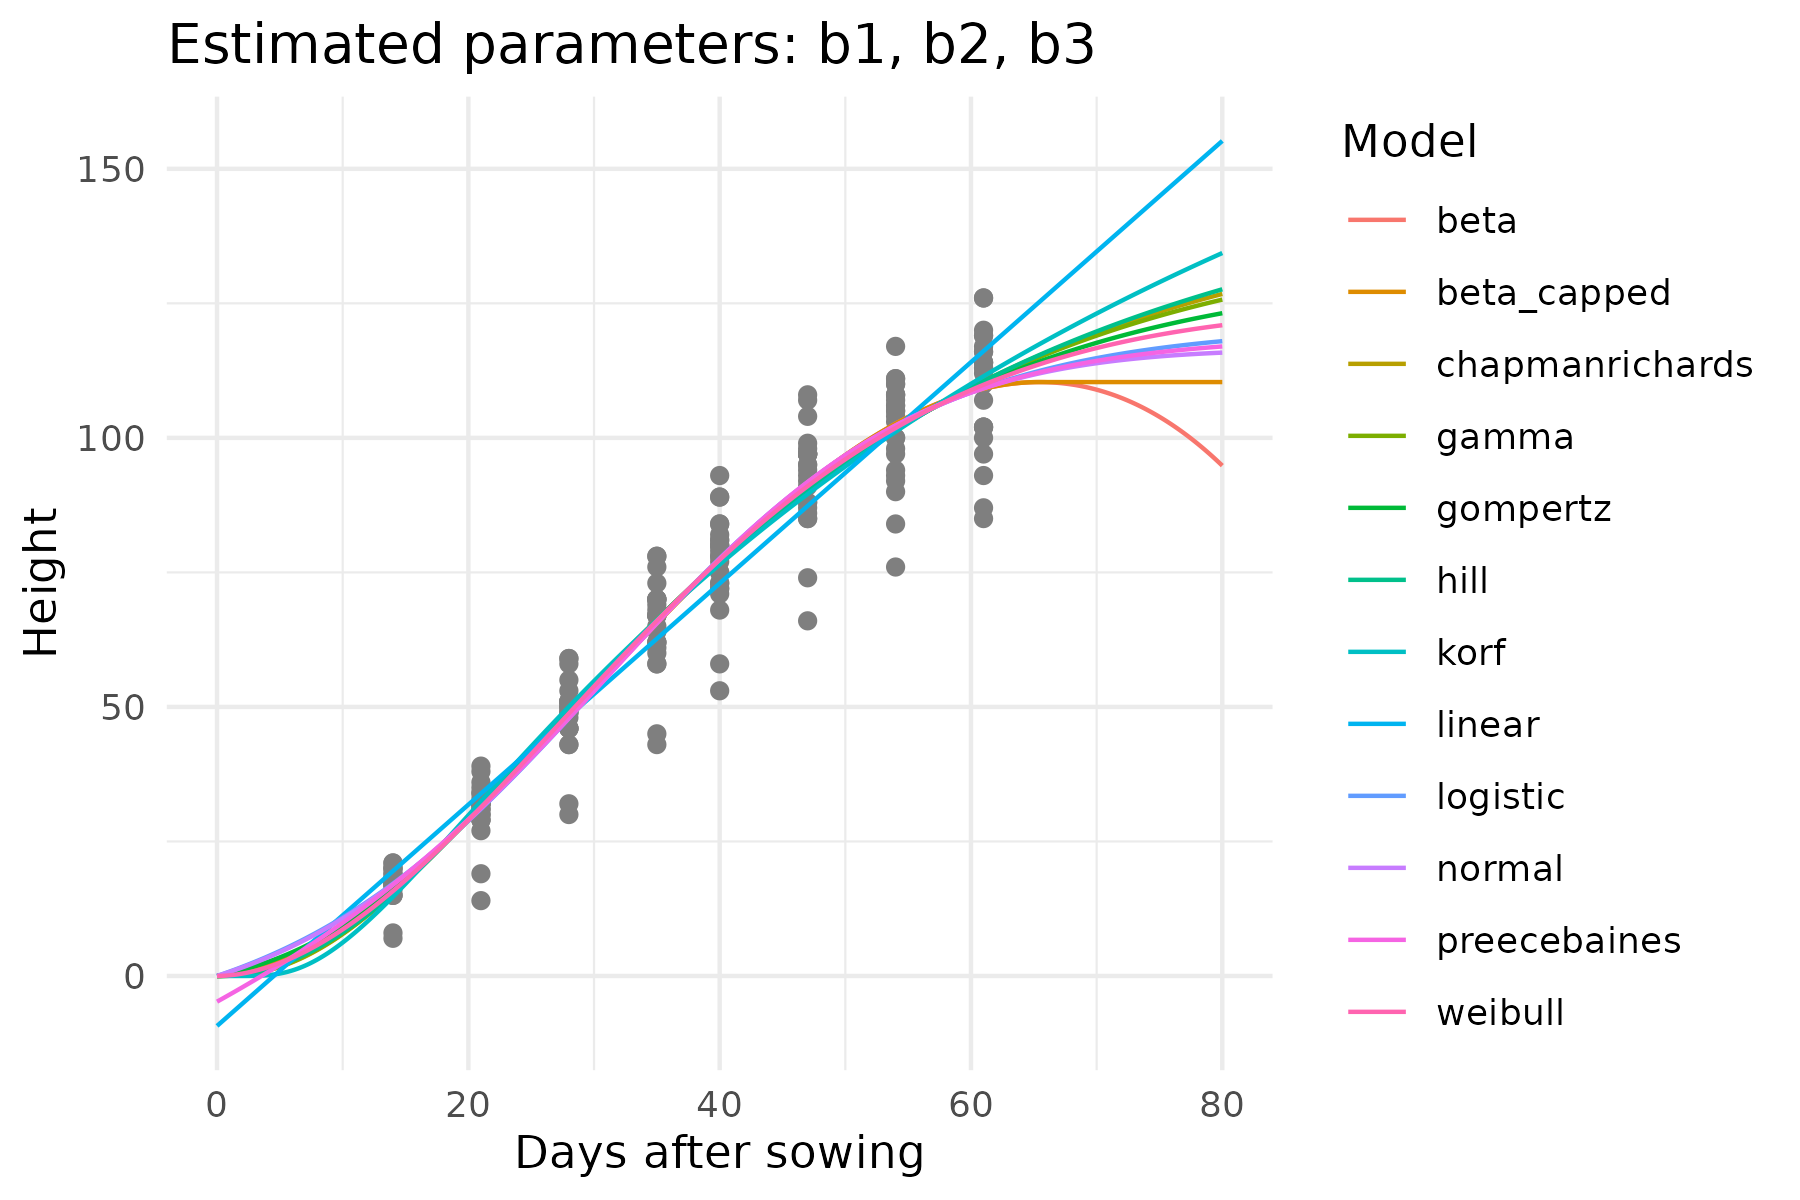 Estimated parameters: b1, b2, b3
Height
150
100
50
0
0 20 40 60 80
Days after sowing
Model
beta
beta_capped
chapmanrichards
gamma
gompertz
hill
korf
linear
logistic
normal
preecebaines
weibull